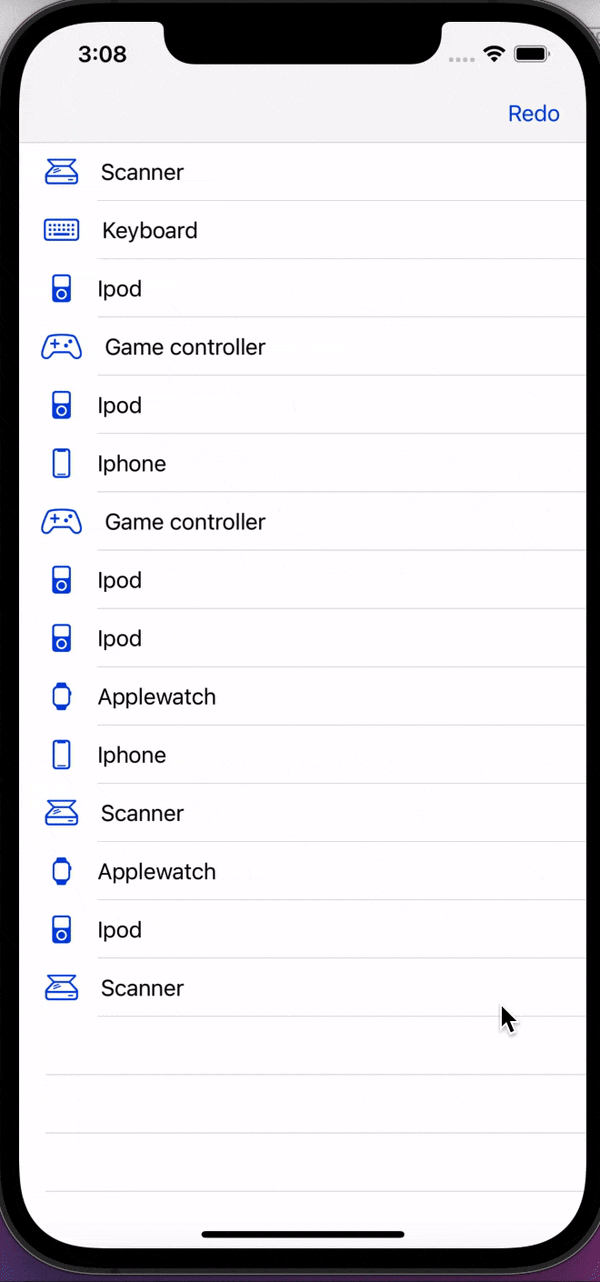 3:08
Redo
Scanner
Keyboard
Ipod
Game controller
Ipod
Iphone
Game controller
Ipod
Ipod
Applewatch
Iphone
Scanner
Applewatch
Ipod
Scanner